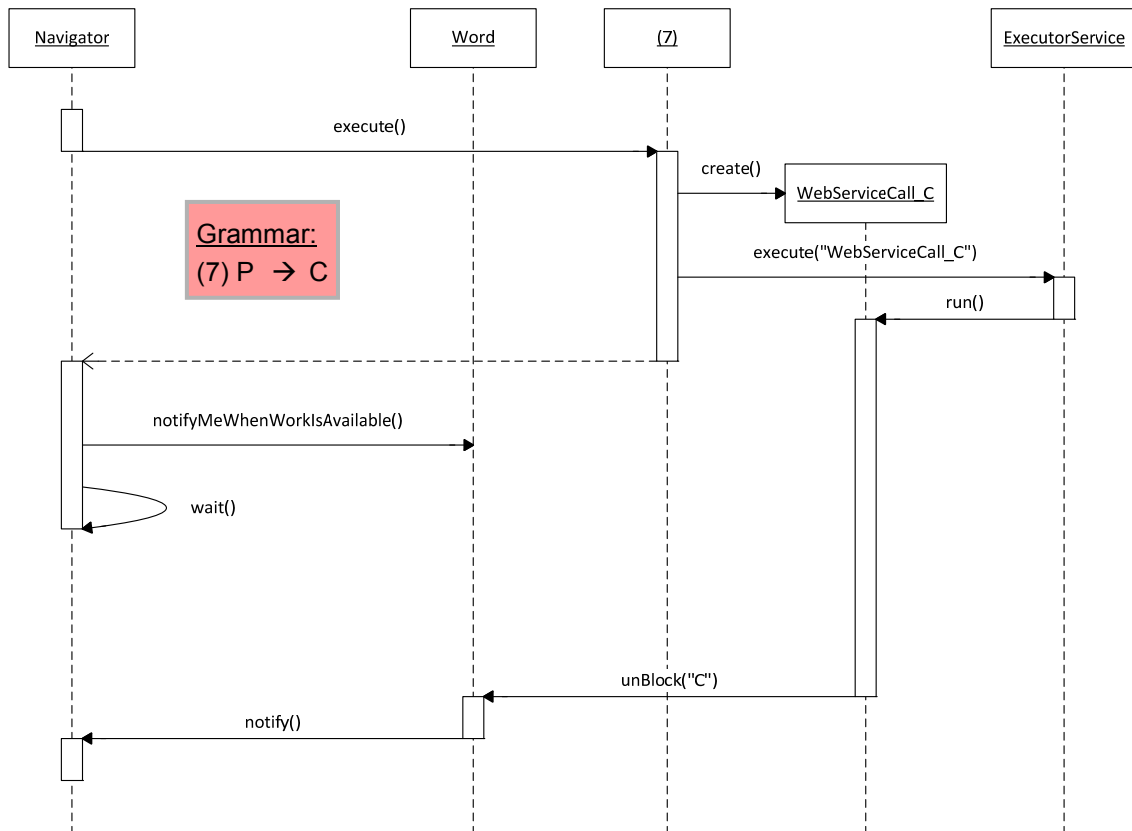 Navigator
Word
(7)
ExecutorService
execute()
create()
WebServiceCall_C
Grammar:
(7) P → C
execute("WebServiceCall_C")
run()
notifyMeWhenWorkIsAvailable()
wait()
unBlock("C")
notify()